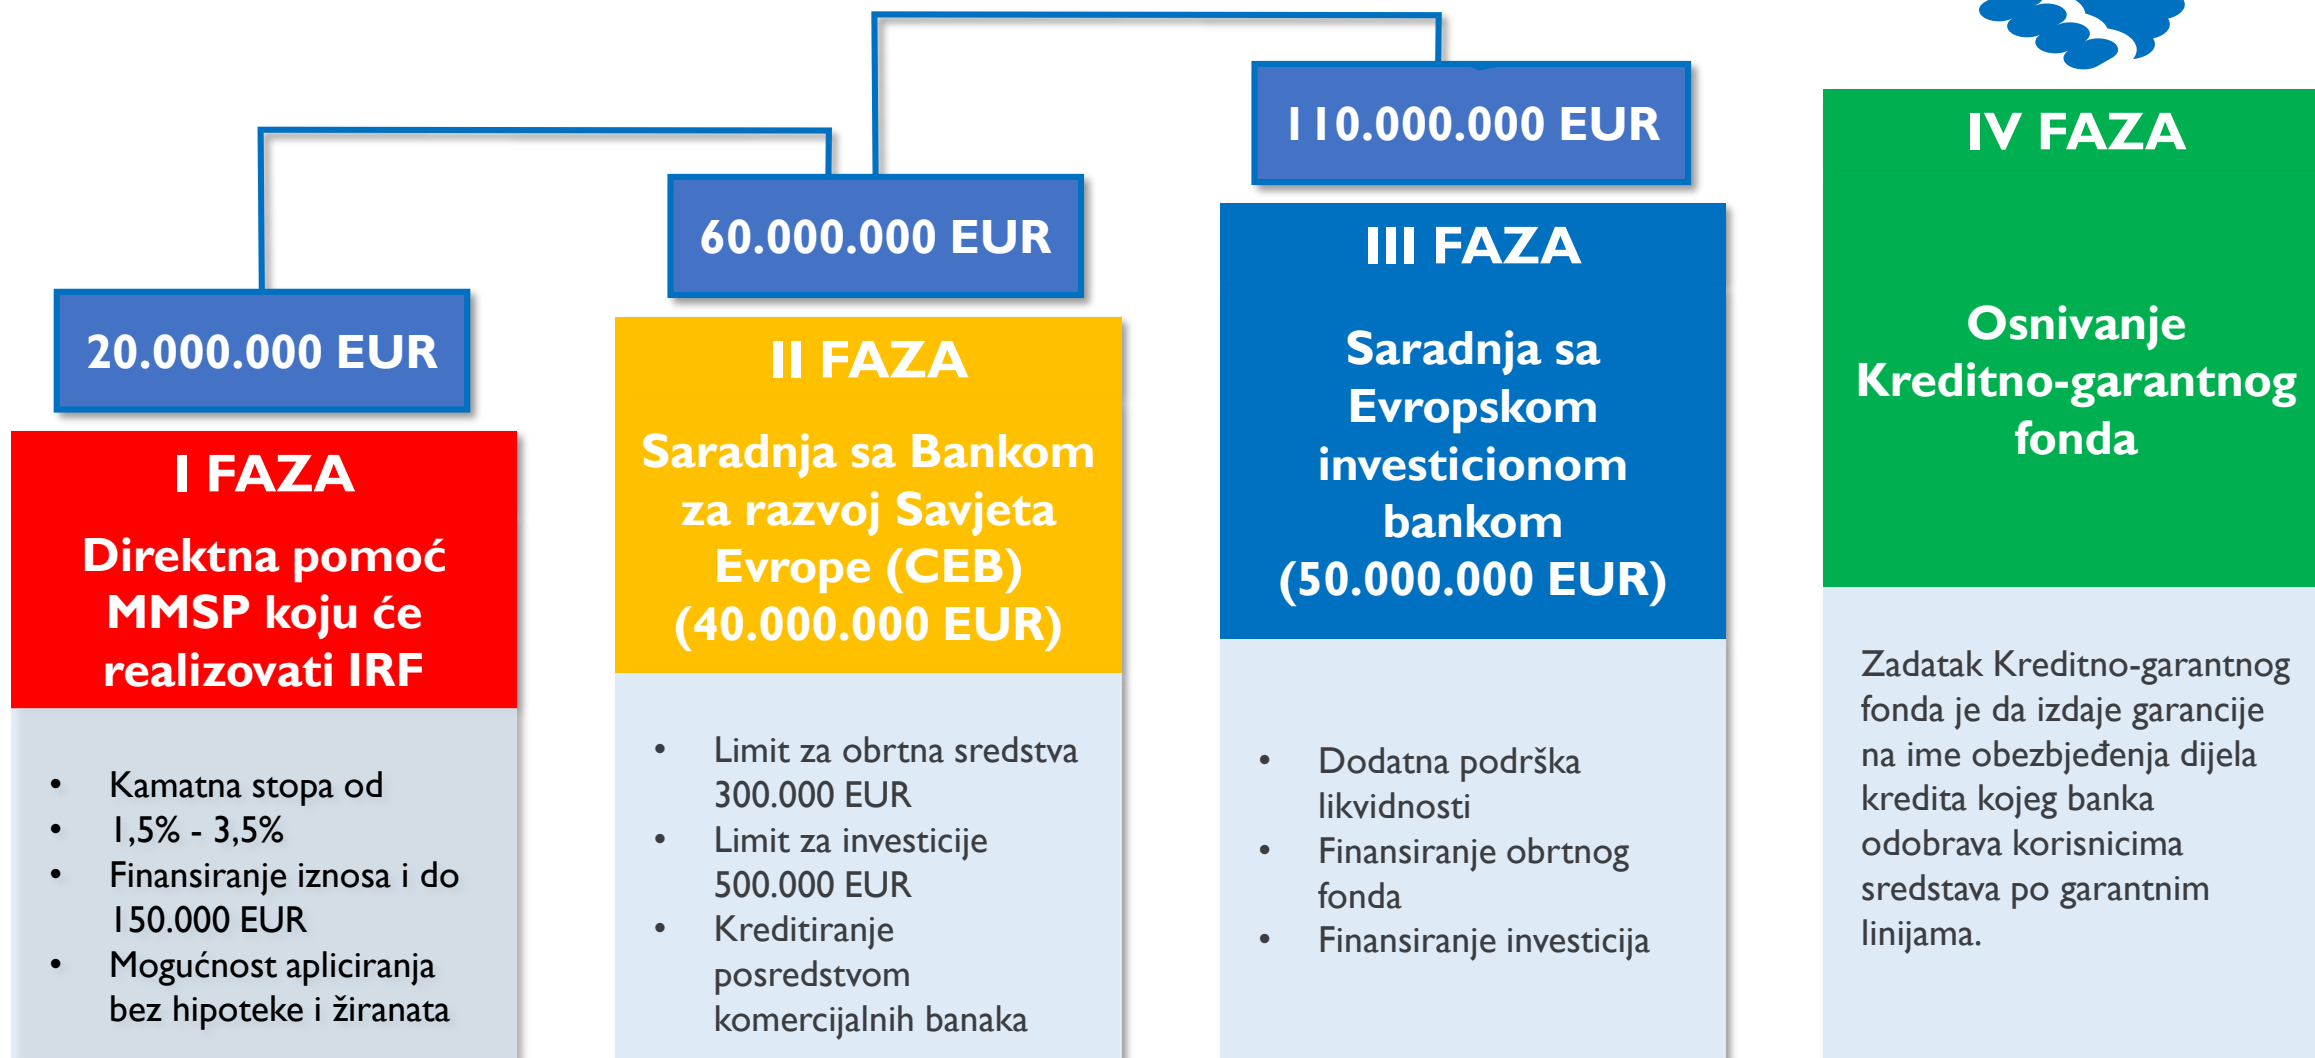 20.000.000 EUR
I FAZA
Direktna pomoć
MMSP koju će
realizovati IRF
• Kamatna stopa od
• 1,5% - 3,5%
• Finansiranje iznosa i do
150.000 EUR
• Mogućnost apliciranja
bez hipoteke i žiranata
60.000.000 EUR
II FAZA
Saradnja sa Bankom
za razvoj Savjeta
Evrope (CEB)
(40.000.000 EUR)
• Limit za obrtna sredstva
300.000 EUR
• Limit za investicije
500.000 EUR
• Kreditiranje
posredstvom
komercijalnih banaka
110.000.000 EUR
III FAZA
Saradnja sa
Evropskom
investicionom
bankom
(50.000.000 EUR)
• Dodatna podrška
likvidnosti
• Finansiranje obrtnog
fonda
• Finansiranje investicija
IV FAZA
Osnivanje
Kreditno-garantnog
fonda
Zadatak Kreditno-garantnog
fonda je da izdaje garancije
na ime obezbjeđenja dijela
kredita kojeg banka
odobrava korisnicima
sredstava po garantnim
linijama.